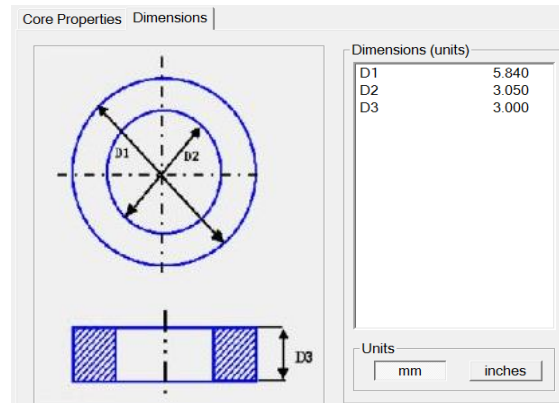 Core Properties Dimensions
Dimensions (units)
D1 5.840
D2 3.050
D3 3.000
D1 D2
D3
Units
mm inches